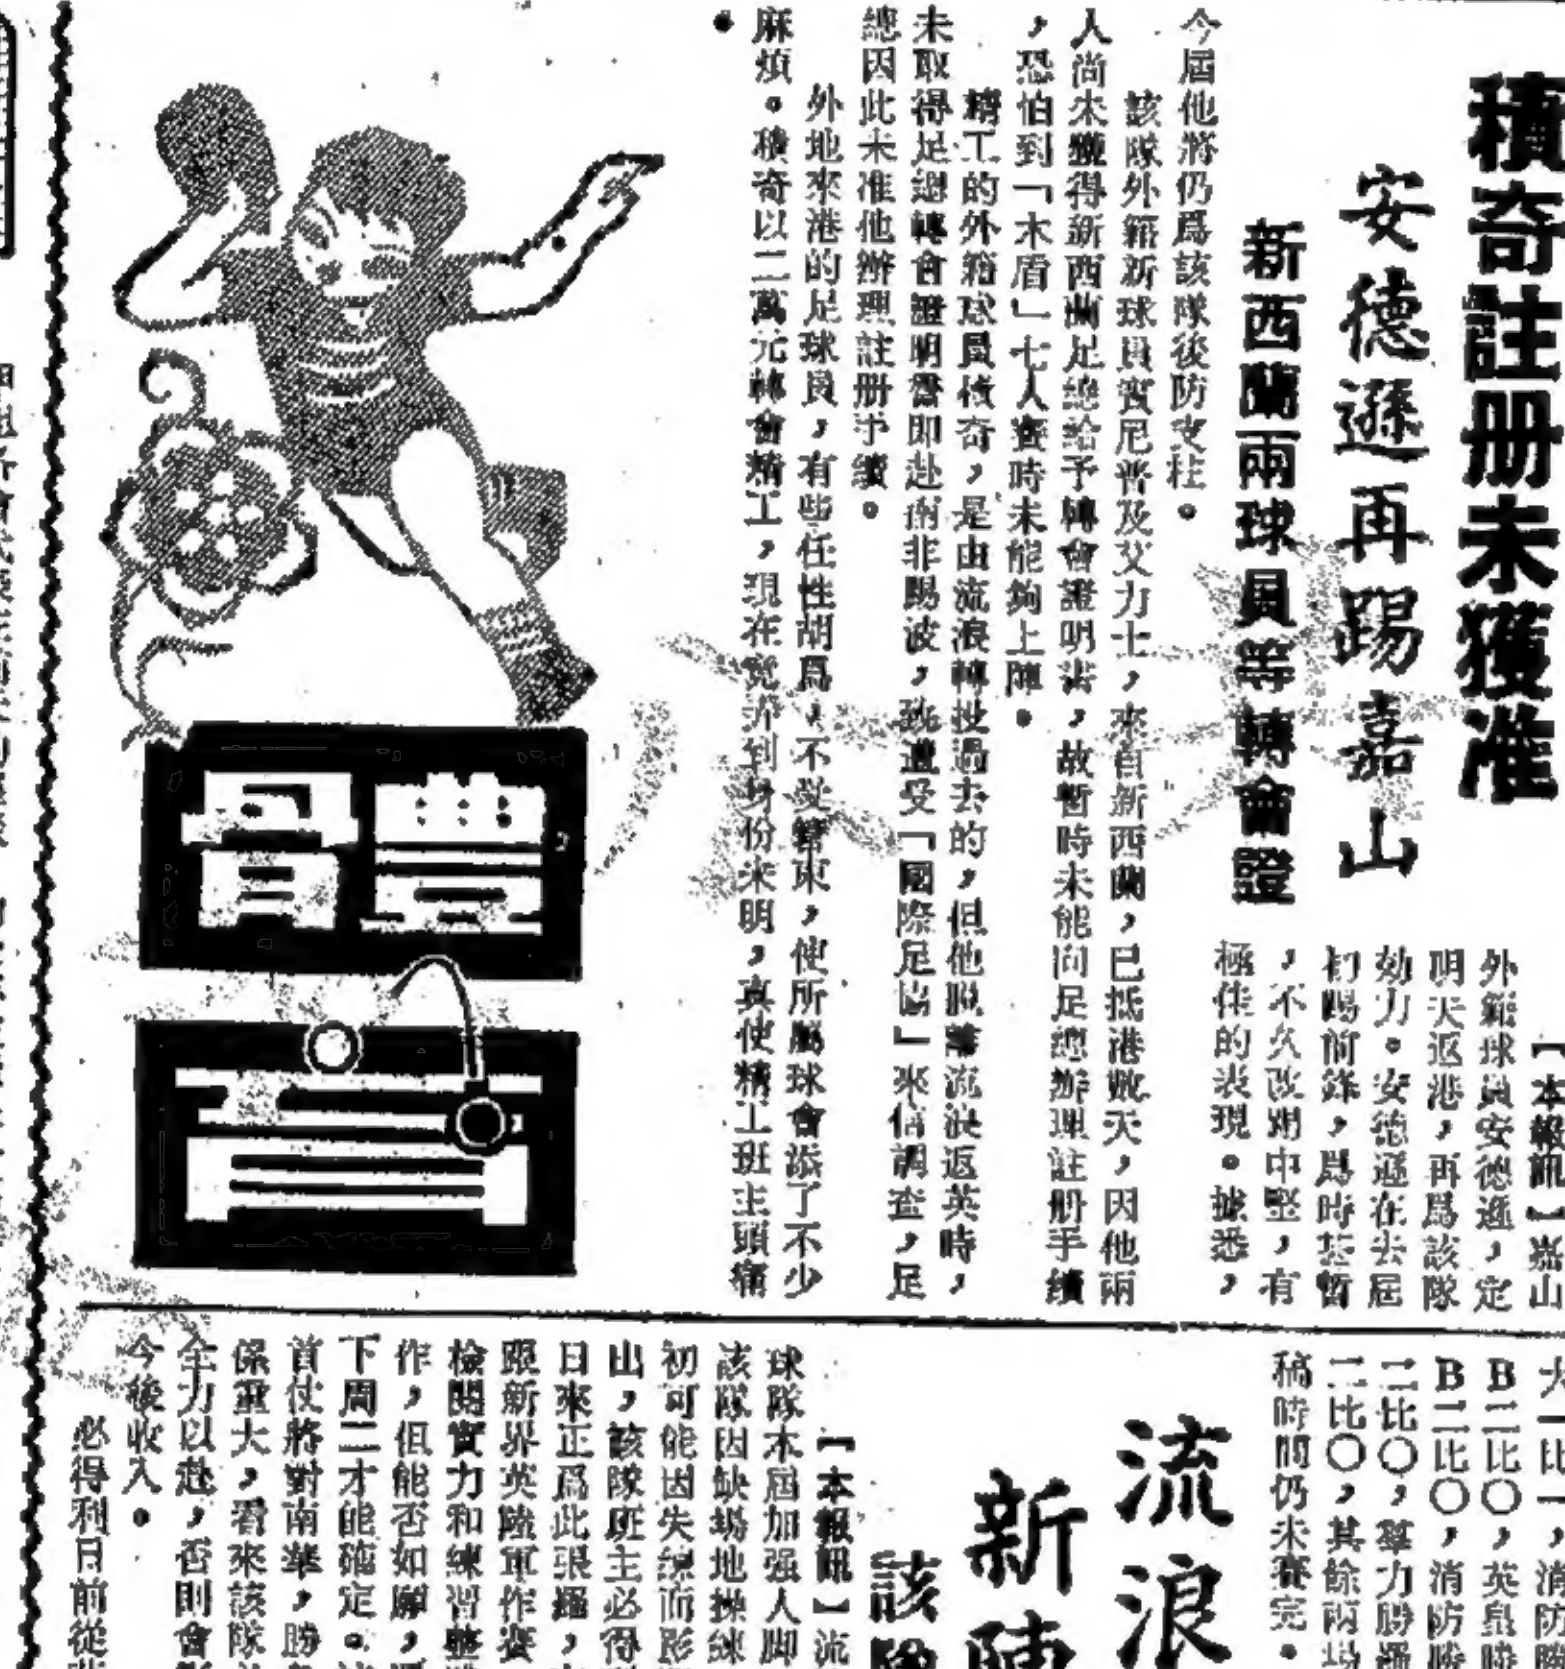 積奇註册未獲准
安德遜再踢嘉山
新西蘭兩球員等轉會證
【本報訊】嘉山
外籍球員安德遜，定
明天返港，再爲該隊
効力。安德遜在去屆
初踢前鋒，爲時甚暫
，不久改踢中堅，有
極佳的表現。據悉，
今屆他將仍爲該隊後防支柱。
該隊外籍新球員賓尼普及艾力士，來自新西蘭，已抵港數天，因他兩
人尚未獲得新西蘭足總給予轉會證明書，故暫時未能向足總辦理註册手續
，恐怕到「木盾」七人賽時未能夠上陣。
精工的外籍球員積奇，是由流浪轉投過去的，但他脫離流浪返英時，
未取得足總轉會證明書即赴南非踢波，致遭受「國際足協」來信調查，足
總因此未准他辦理註册手續。
外地來港的足球員，有些任性胡爲，不受轄束，使所屬球會添了不少
麻煩。積奇以二萬元轉會精工，現在竟弄到身份未明，真使精工班主頭痛
。
大一比一，消防
B二比〇，英皇
B二比〇，消防勝
二比〇，羣力勝
二比〇，其餘兩場
稿時間仍未賽完。
流浪
新陣
該隊
【本報訊】流
球隊本屆加强人脚
該隊因缺場地操練
初可能因失練而影
山，該隊班主必得
日來正爲此張羅，
跟新界英陸軍作賽
檢閱實力和練習整
作，但能否如願，
下周二才能確定。
首仗將對南華，勝
係重大，看來該隊
全力以赴，否則會
今後收入。
必得利日前從